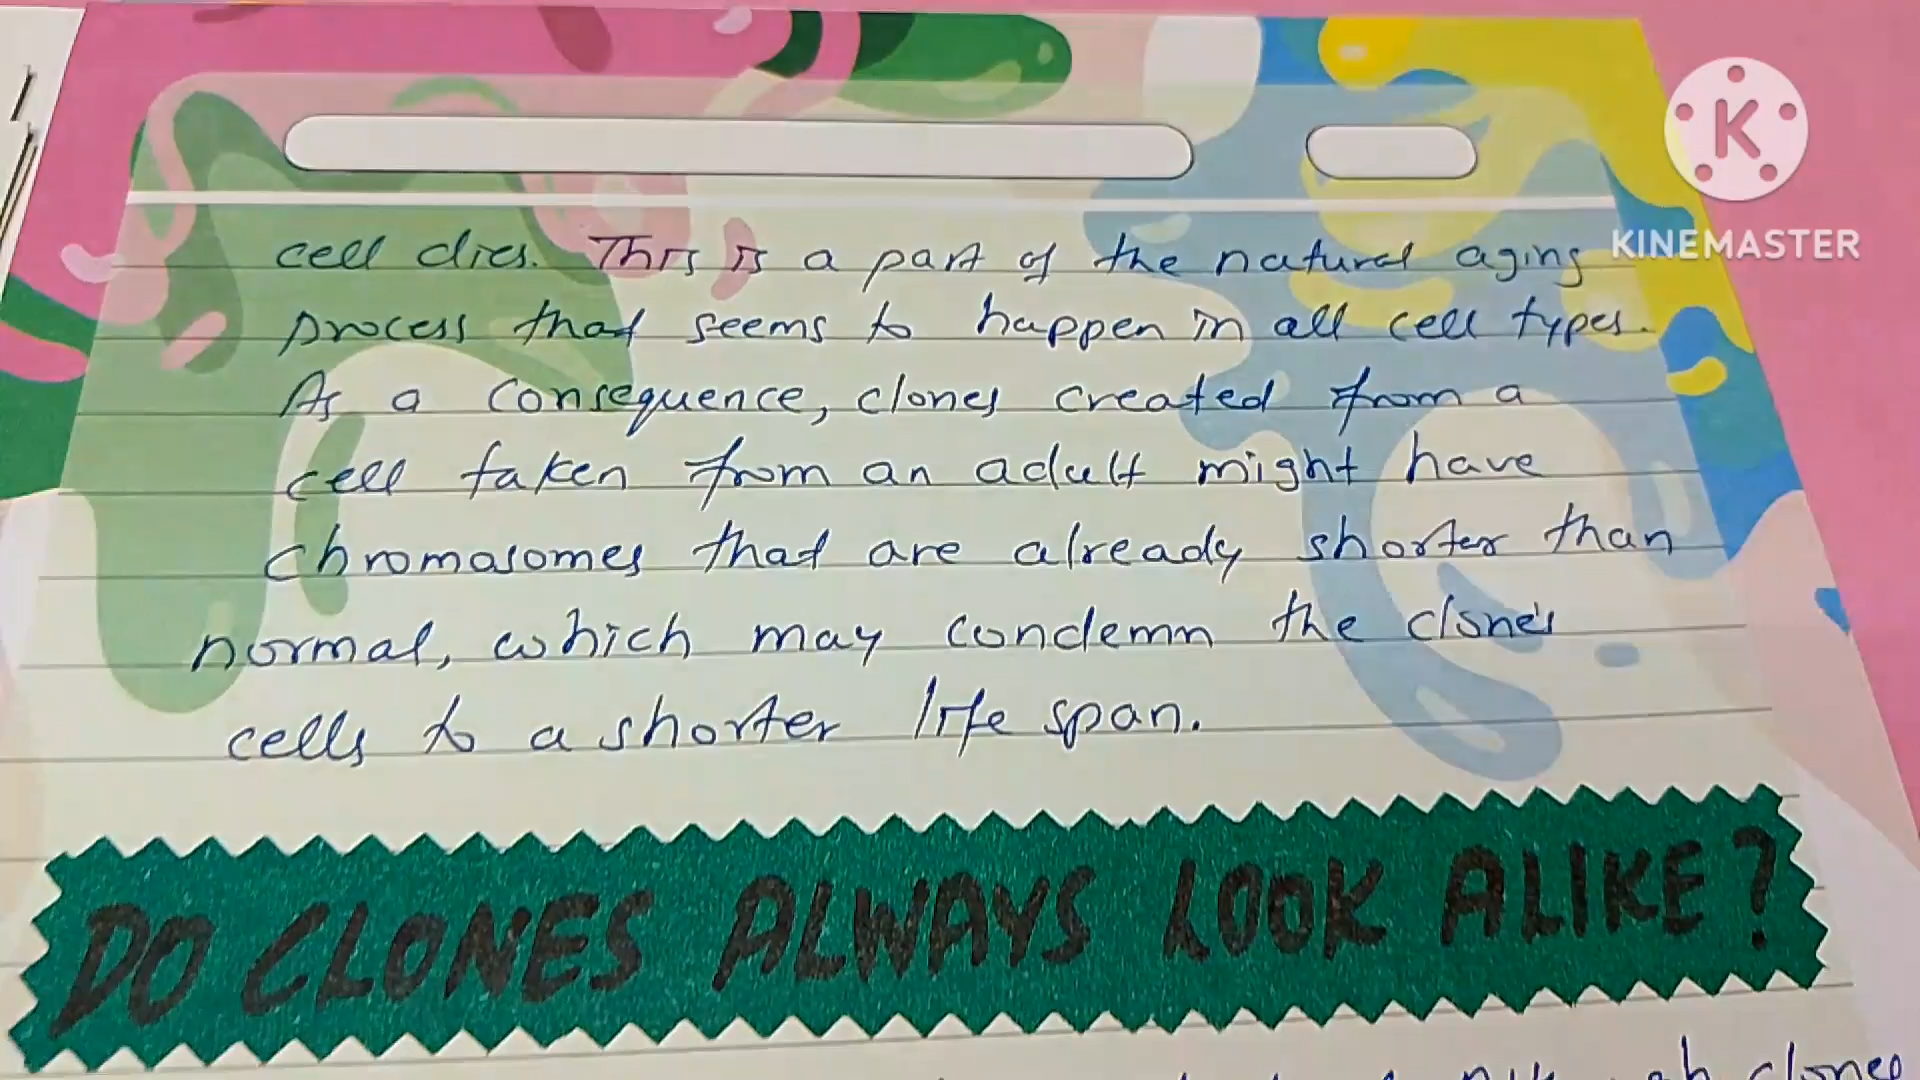 KINEMASTER
cell dies. This is a part of the natural aging
process that seems to happen in all cell types.
As a consequence, clones created from a
cell taken from an adult might have
chromasomes that are already shorter than
normal, which may condemn the clone's
cells to a shorter life span.
DO CLONES ALWAYS LOOK ALIKE?
clones